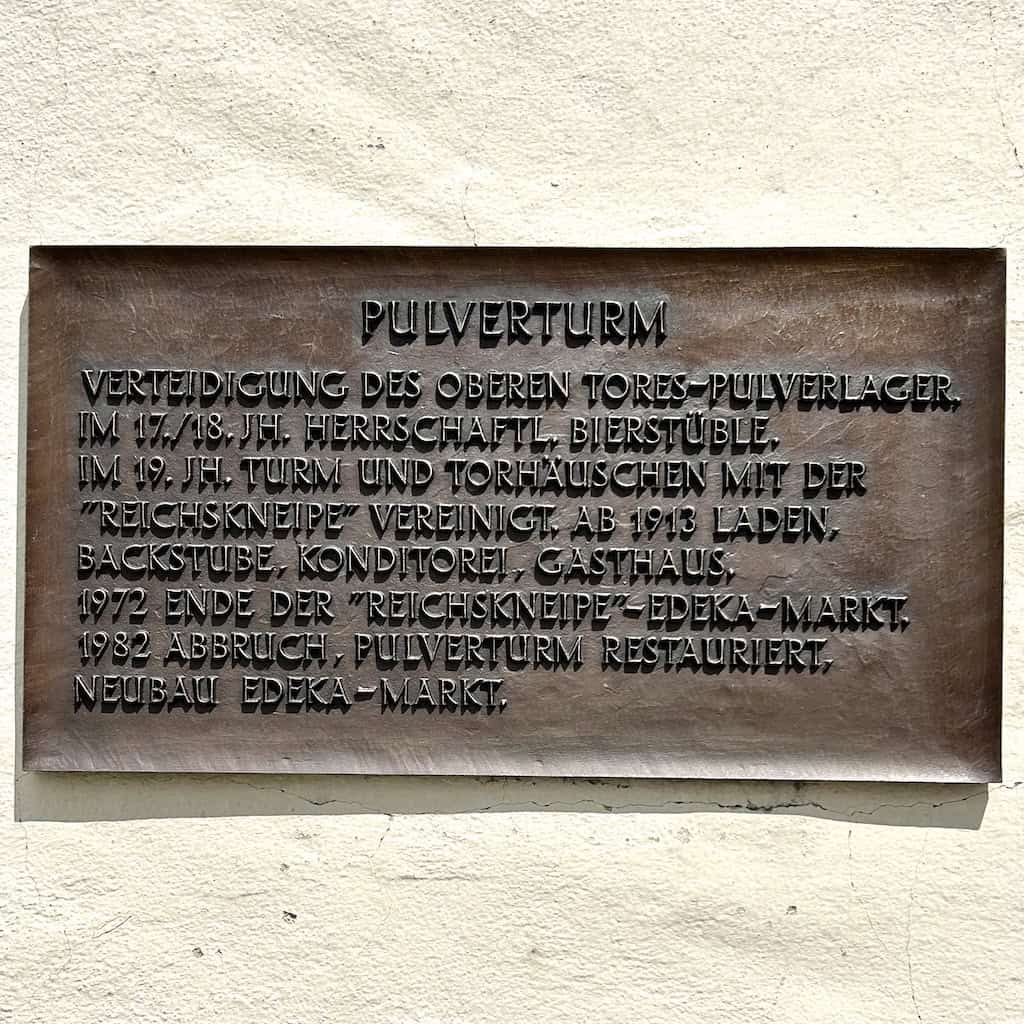 PULVERTURM
VERTEIDIGUNG DES OBEREN TORES-PULVERLAGER.
IM 17./18. JH. HERRSCHAFTL. BIERSTÜBLE.
IM 19. JH. TURM UND TORHÄUSCHEN MIT DER
"REICHSKNEIPE" VEREINIGT. AB 1913 LADEN,
BACKSTUBE, KONDITOREI, GASTHAUS.
1972 ENDE DER "REICHSKNEIPE"-EDEKA-MARKT.
1982 ABBRUCH, PULVERTURM RESTAURIERT,
NEUBAU EDEKA-MARKT.